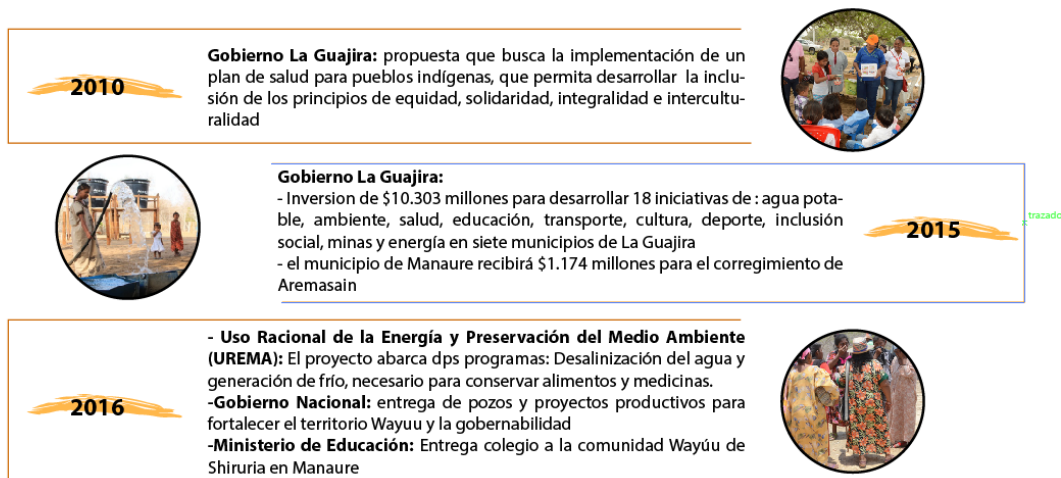 2010
Gobierno La Guajira: propuesta que busca la implementación de un
plan de salud para pueblos indígenas, que permita desarrollar la inclu-
sión de los principios de equidad, solidaridad, integralidad e intercultu-
ralidad
Gobierno La Guajira:
- Inversion de $10.303 millones para desarrollar 18 iniciativas de : agua pota-
ble, ambiente, salud, educación, transporte, cultura, deporte, inclusión
social, minas y energía en siete municipios de La Guajira
- el municipio de Manaure recibirá $1.174 millones para el corregimiento de
Aremasain
2015
trazado
2016
- Uso Racional de la Energía y Preservación del Medio Ambiente
(UREMA): El proyecto abarca dps programas: Desalinización del agua y
generación de frío, necesario para conservar alimentos y medicinas.
-Gobierno Nacional: entrega de pozos y proyectos productivos para
fortalecer el territorio Wayuu y la gobernabilidad
-Ministerio de Educación: Entrega colegio a la comunidad Wayúu de
Shiruria en Manaure